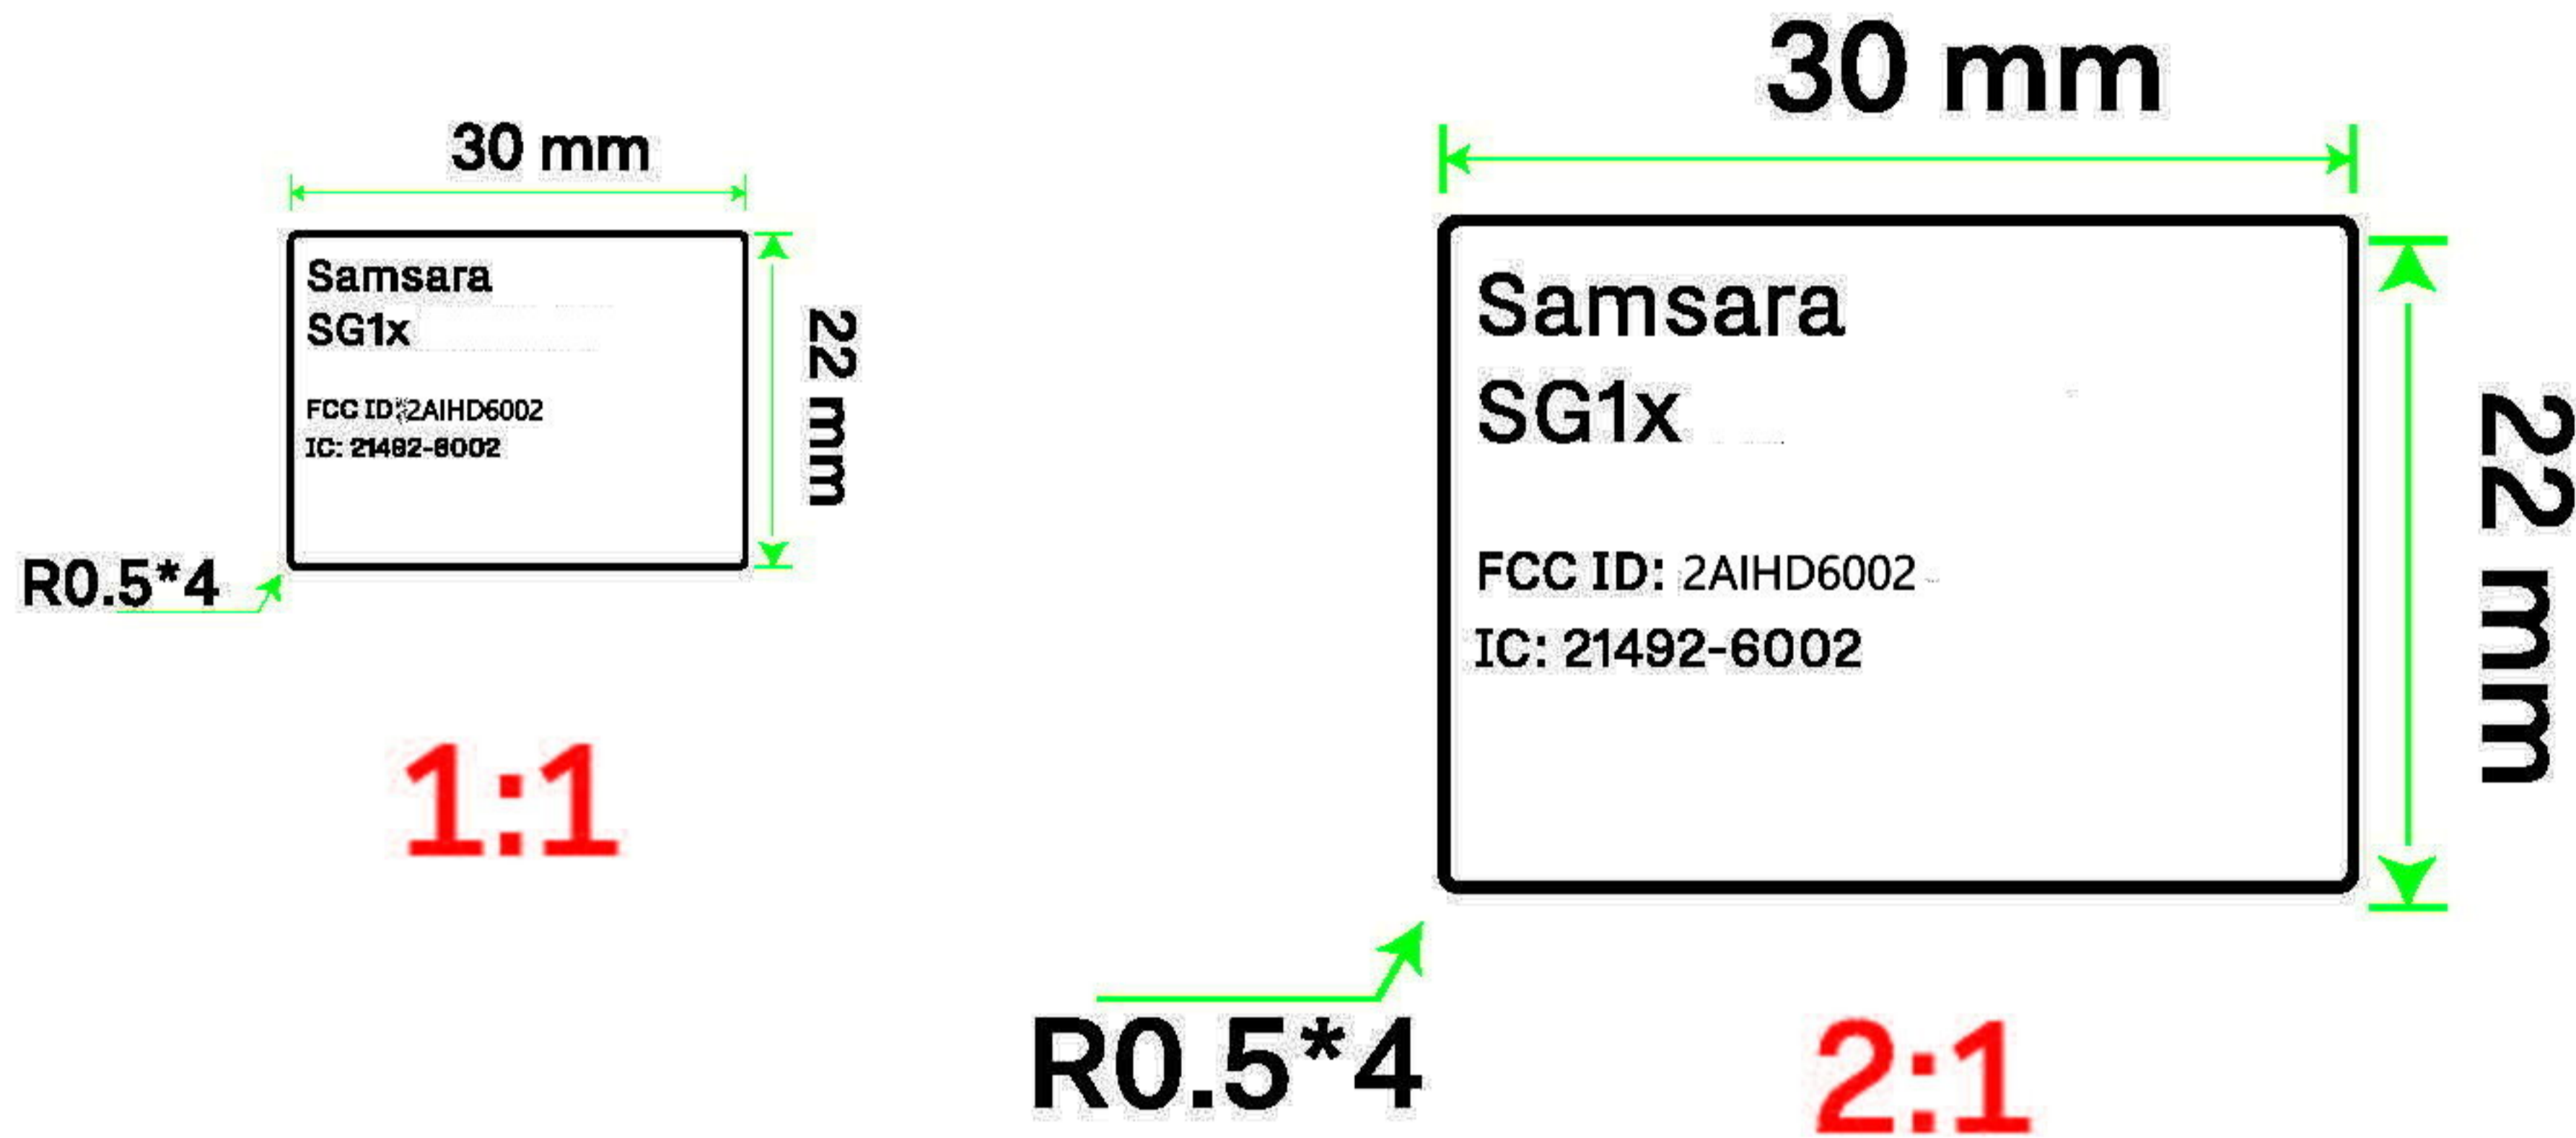 30 mm
Samsara
SG1x
FCC ID: 2AIHD6002
IC: 21492-6002
22 mm
R0.5*4
1:1
30 mm
Samsara
SG1x
FCC ID: 2AIHD6002
IC: 21492-6002
22 mm
R0.5*4
2:1